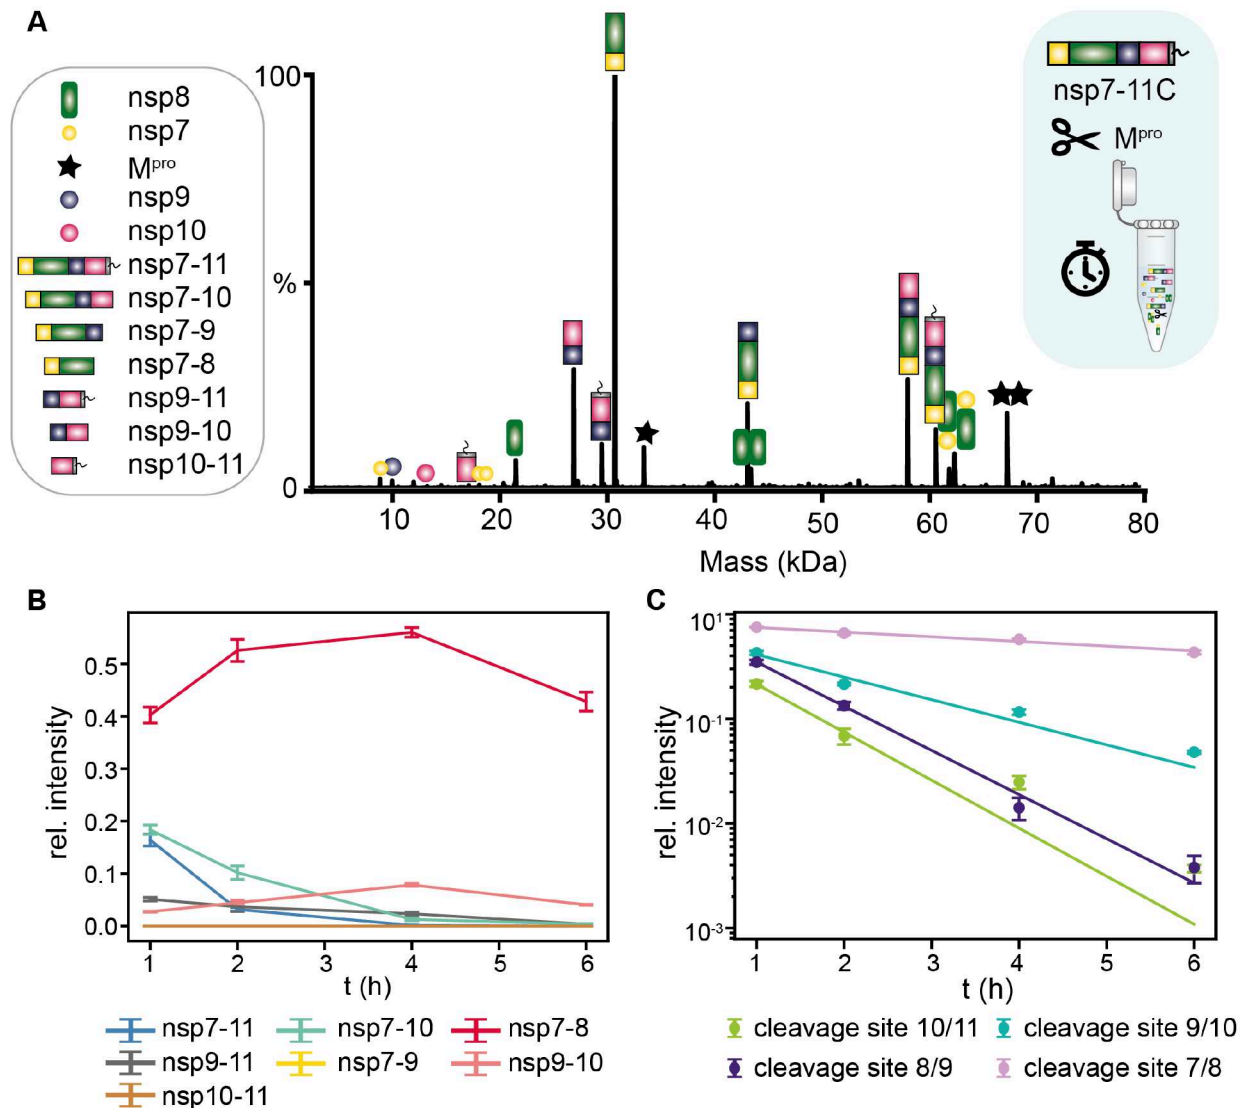 A
nsp8
nsp7
Mpro
nsp9
nsp10
nsp7-11
nsp7-10
nsp7-9
nsp7-8
nsp9-11
nsp9-10
nsp10-11
100
%
0
10 20 30 40 50 60 70 80
Mass (kDa)
nsp7-11C
Mpro
B
rel. intensity
0.5
0.4
0.3
0.2
0.1
0.0
1 2 3 4 5 6
t (h)
nsp7-11 nsp7-10 nsp7-8
nsp9-11 nsp7-9 nsp9-10
nsp10-11
C
rel. intensity
10¹
10-1
10-2
10-3
1 2 3 4 5 6
t (h)
cleavage site 10/11 cleavage site 9/10
cleavage site 8/9 cleavage site 7/8